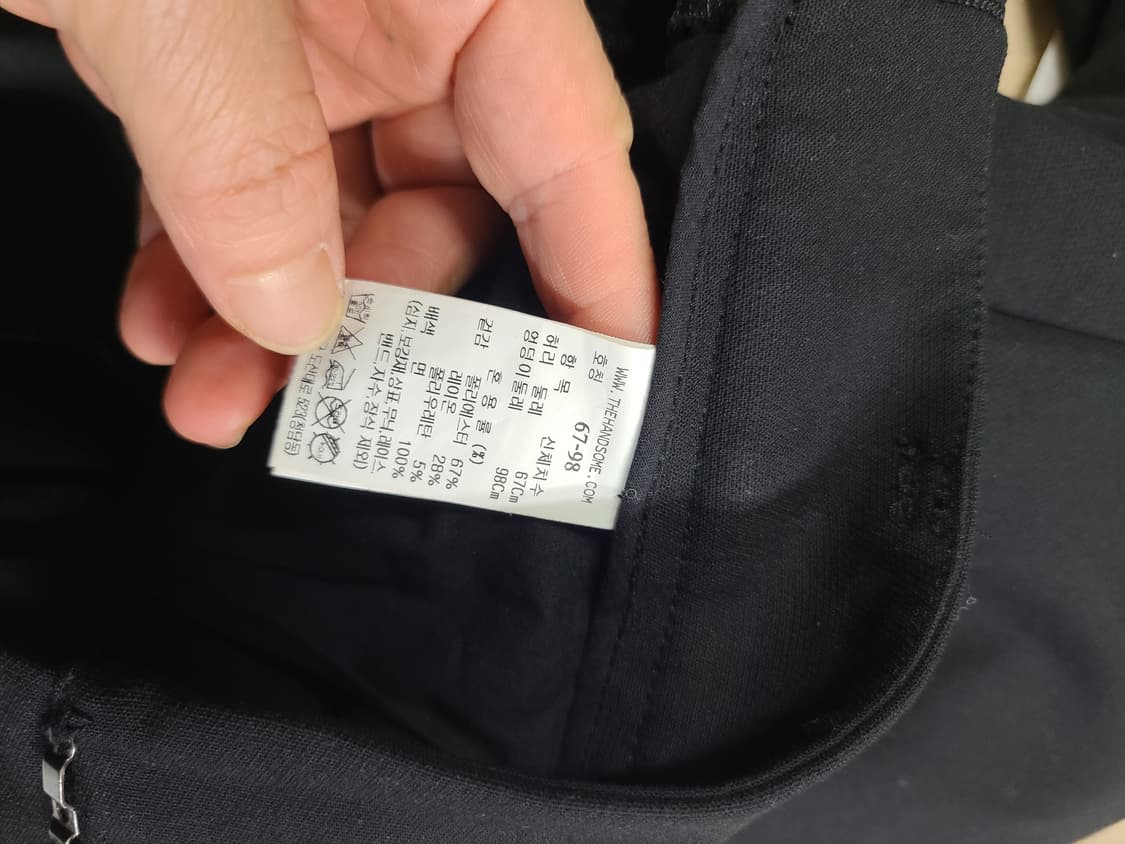 WWW.THEHANDSOME.COM
호칭 67-98
항 목 신체치수
허리 둘레 67Cm
엉덩이둘레 98Cm
혼 용 율 (%)
겉감 폴리에스터 67%
레이온 28%
폴리우레탄 5%
배색 면 100%
(심지,보강재,상표,무늬,레이스
밴드,자수,장식 제외)